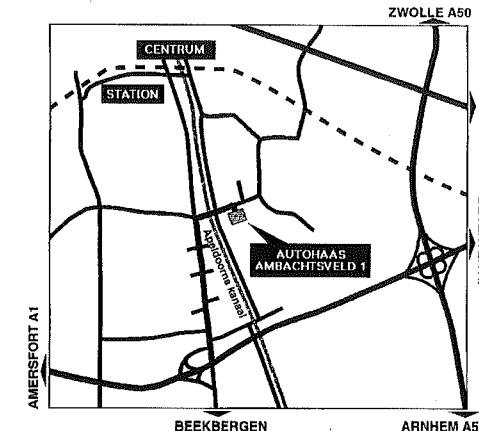 ZWOLLE A50
CENTRUM
STATION
AUTOHAAS
AMBACHTSVELD 1
Apeldoorns kanaal
AMERSFORT A1
BEEKBERGEN
ARNHEM A5